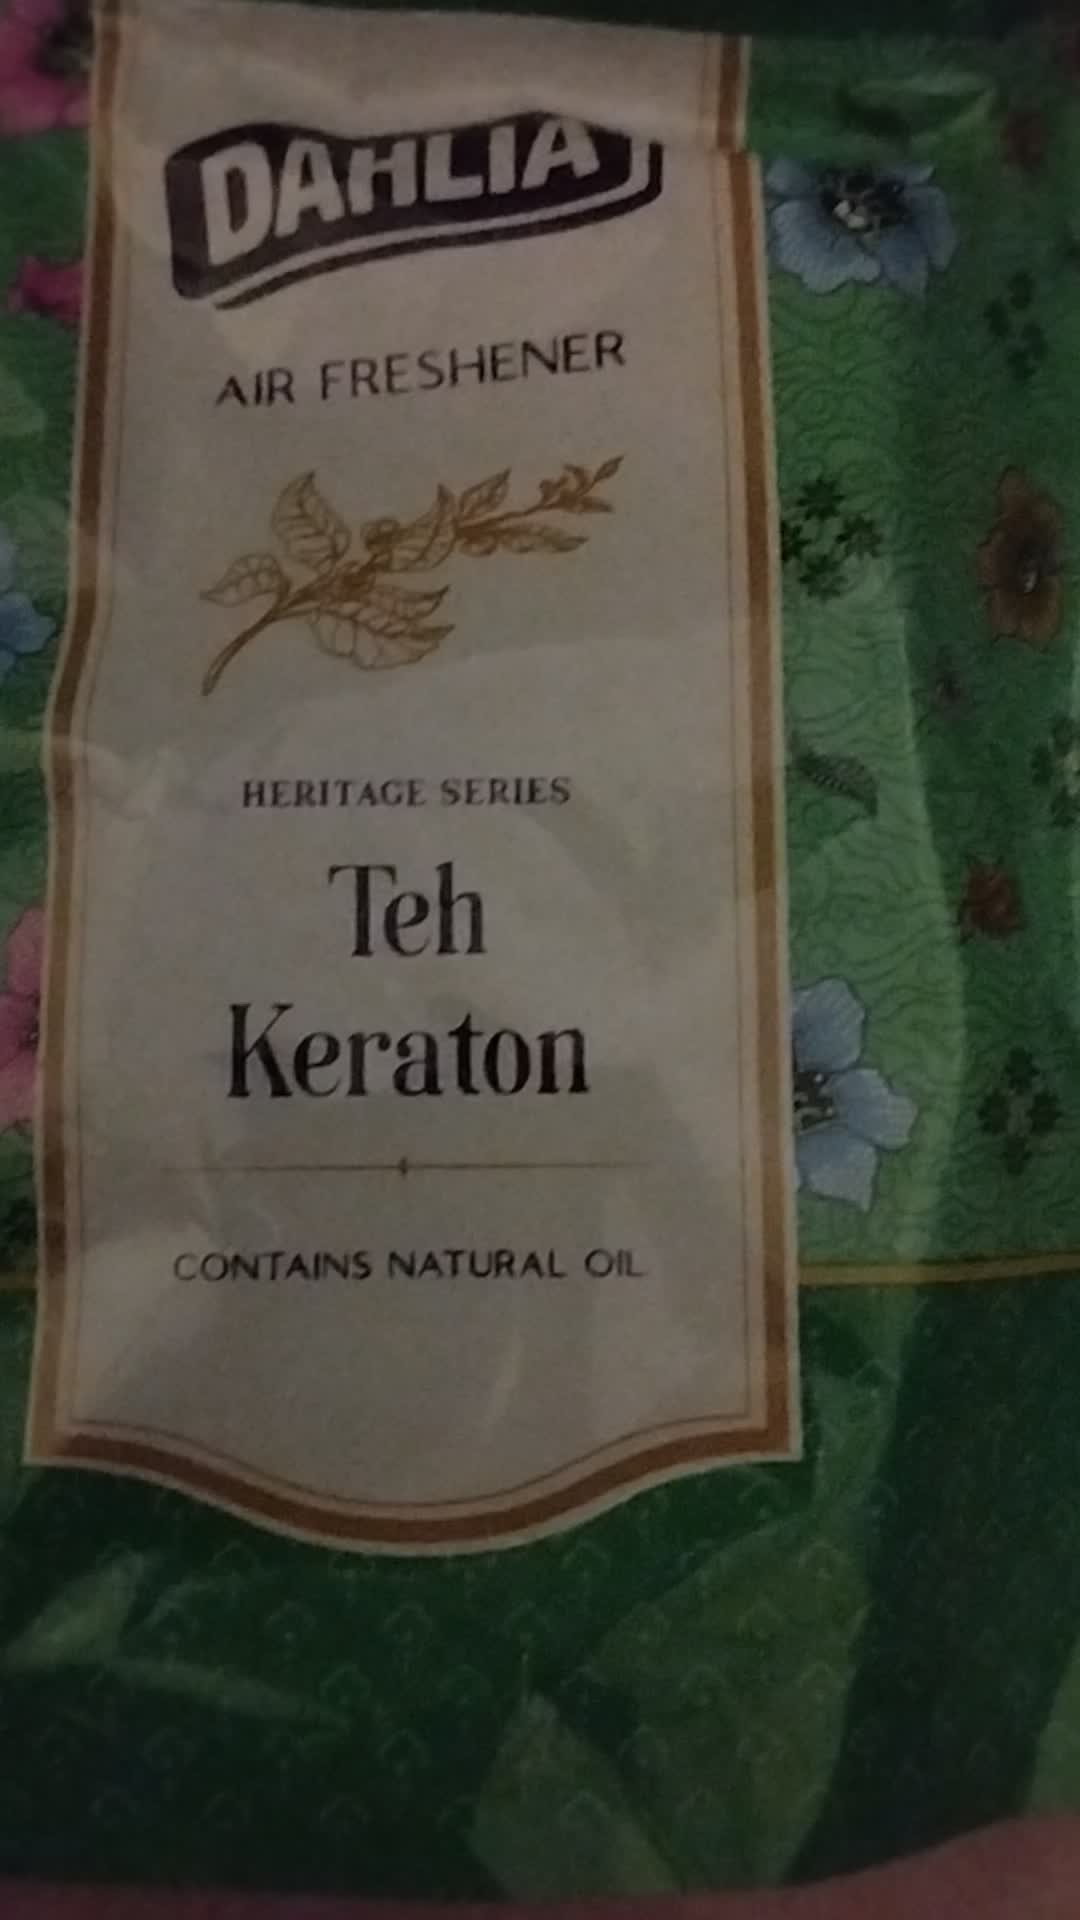 DAHLIA
AIR FRESHENER
HERITAGE SERIES
Teh
Keraton
CONTAINS NATURAL OIL